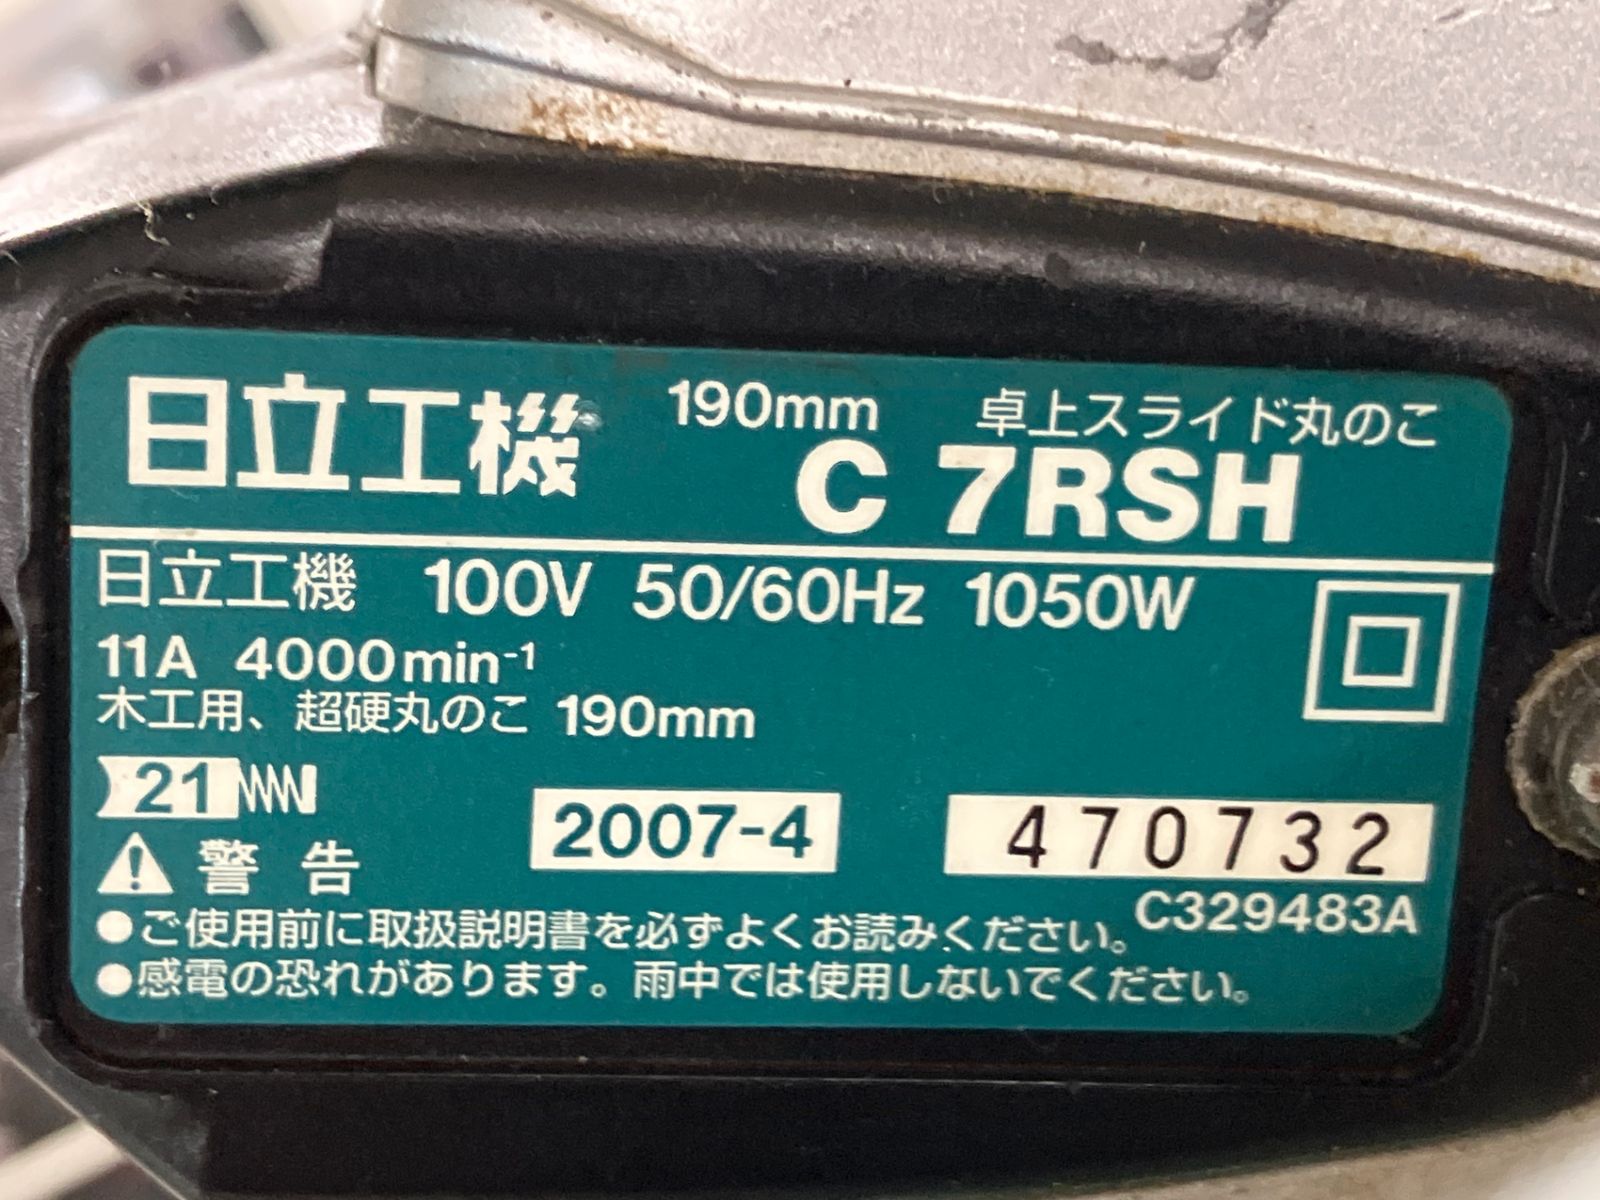 日立工機 190mm 卓上スライド丸のこ
C 7RSH
日立工機 100V 50/60Hz 1050W
11A 4000min⁻¹
木工用、超硬丸のこ 190mm
21
2007-4 470732
警告 C329483A
●ご使用前に取扱説明書を必ずよくお読みください。
●感電の恐れがあります。雨中では使用しないでください。